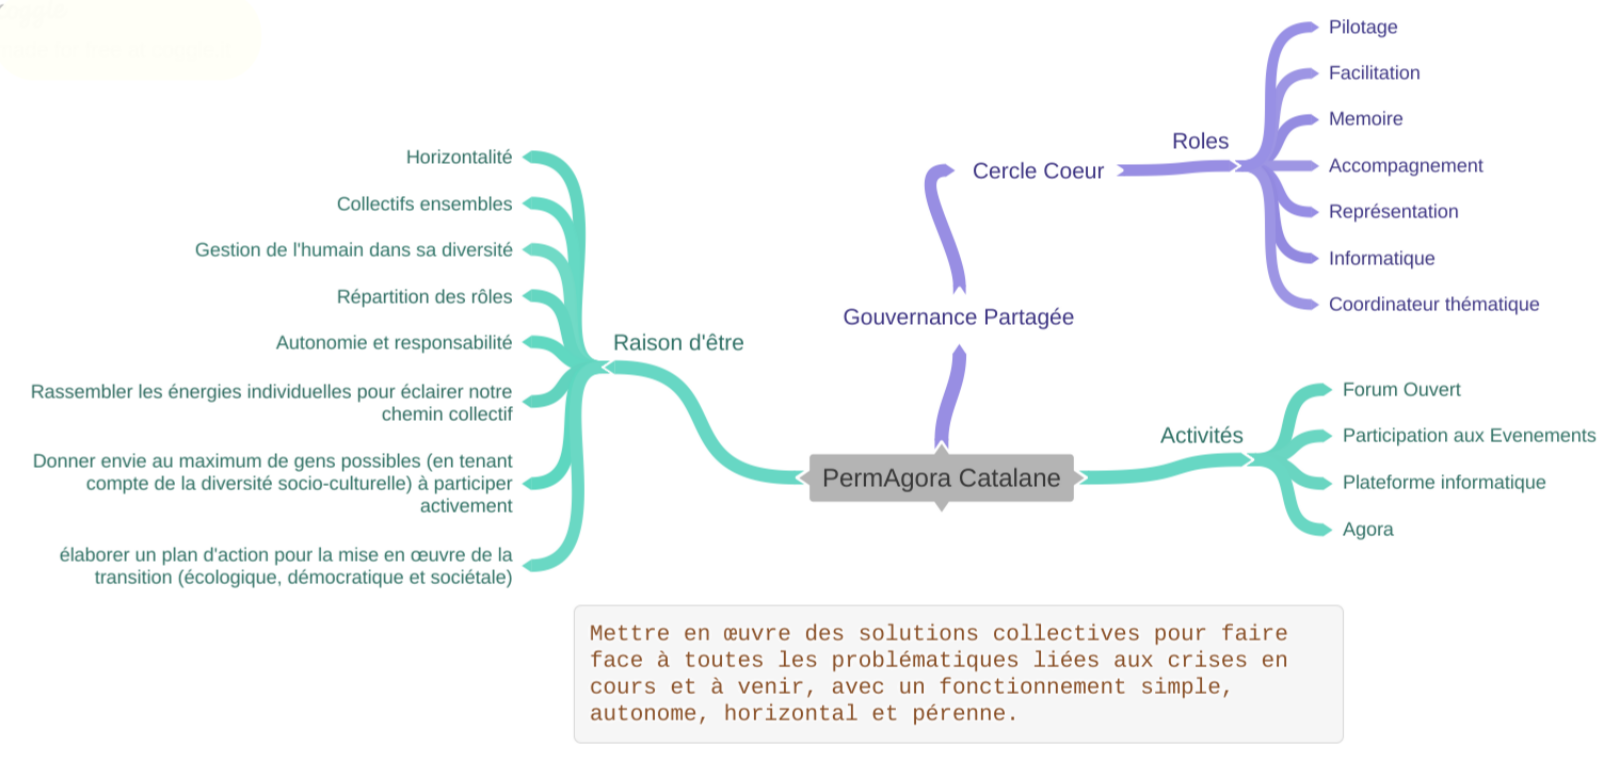 Horizontalité
Collectifs ensembles
Gestion de l'humain dans sa diversité
Répartition des rôles
Autonomie et responsabilité
Rassembler les énergies individuelles pour éclairer notre
chemin collectif
Donner envie au maximum de gens possibles (en tenant
compte de la diversité socio-culturelle) à participer
activement
élaborer un plan d'action pour la mise en œuvre de la
transition (écologique, démocratique et sociétale)
Raison d'être
PermAgora Catalane
Gouvernance Partagée
Cercle Coeur
Roles
Pilotage
Facilitation
Memoire
Accompagnement
Représentation
Informatique
Coordinateur thématique
Activités
Forum Ouvert
Participation aux Evenements
Plateforme informatique
Agora
Mettre en œuvre des solutions collectives pour faire
face à toutes les problématiques liées aux crises en
cours et à venir, avec un fonctionnement simple,
autonome, horizontal et pérenne.